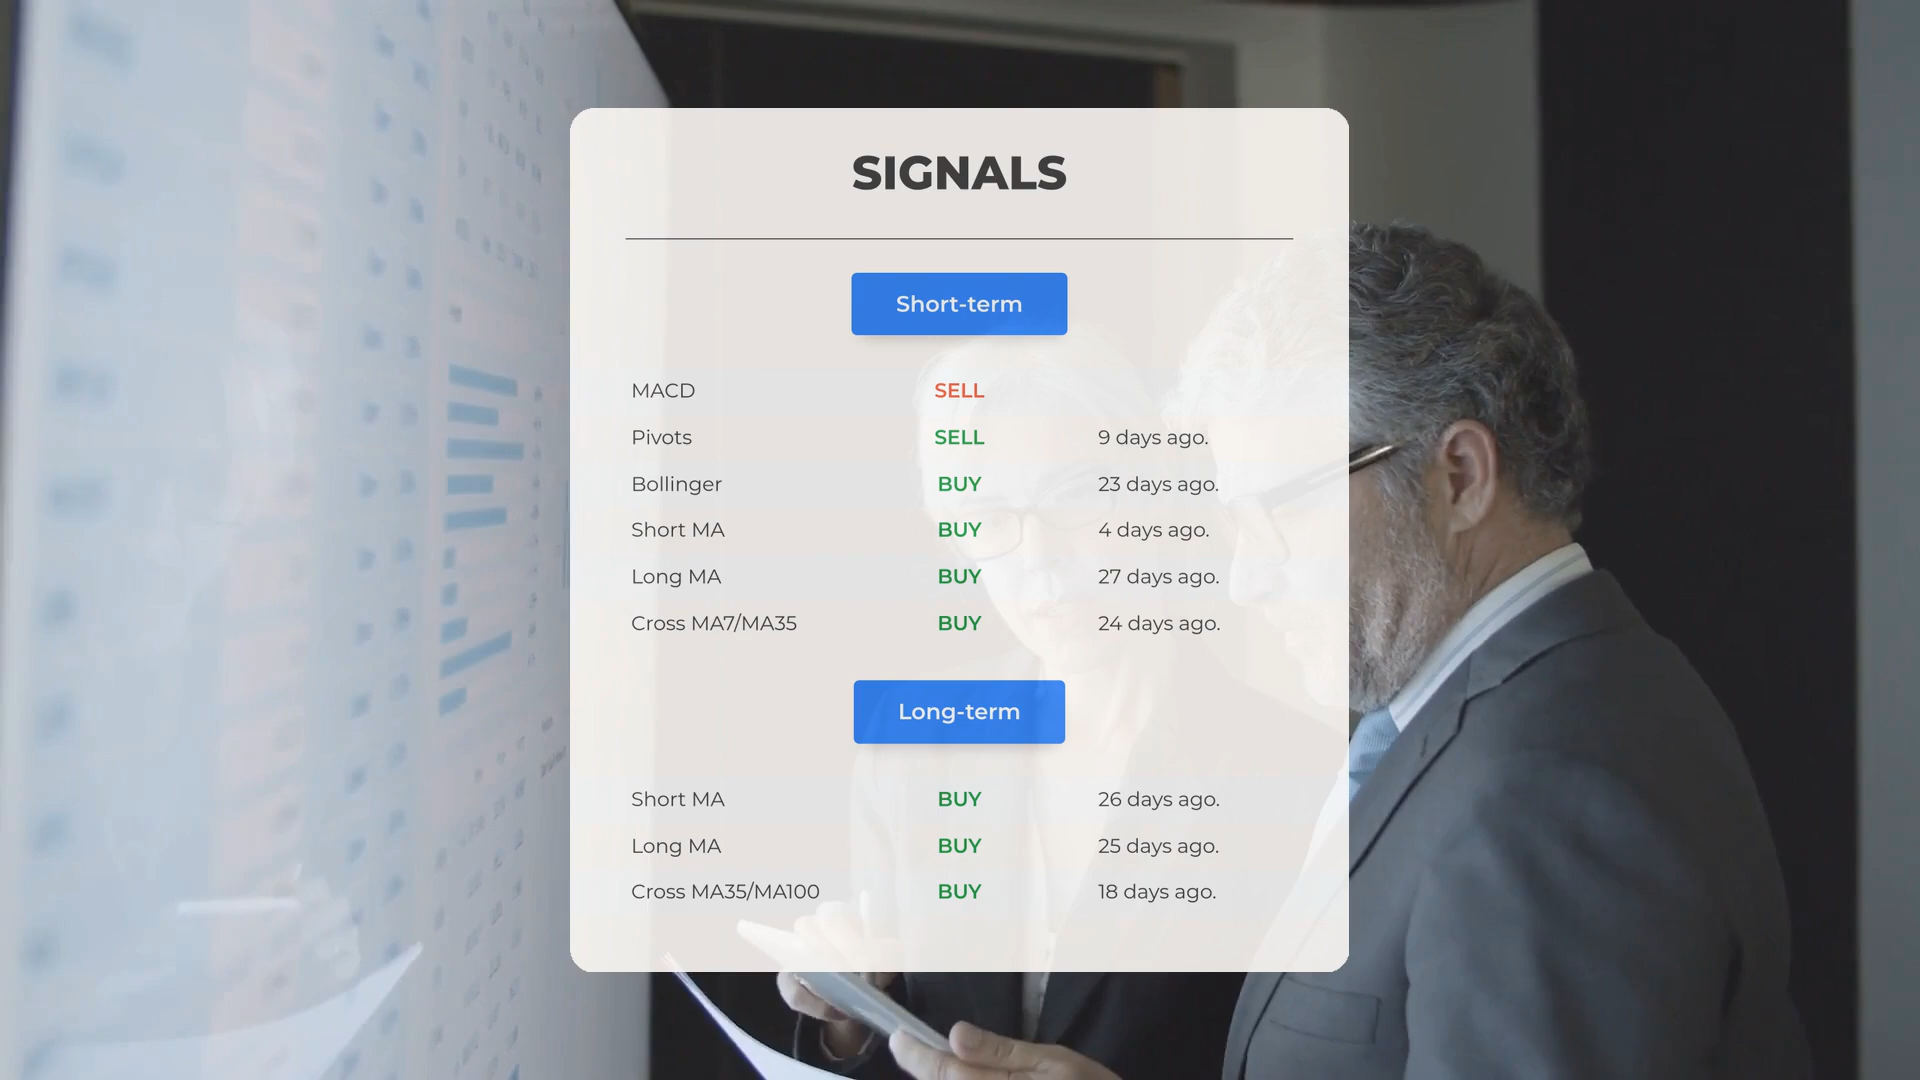 SIGNALS
Short-term
MACD SELL
Pivots SELL 9 days ago.
Bollinger BUY 23 days ago.
Short MA BUY 4 days ago.
Long MA BUY 27 days ago.
Cross MA7/MA35 BUY 24 days ago.
Long-term
Short MA BUY 26 days ago.
Long MA BUY 25 days ago.
Cross MA35/MA100 BUY 18 days ago.